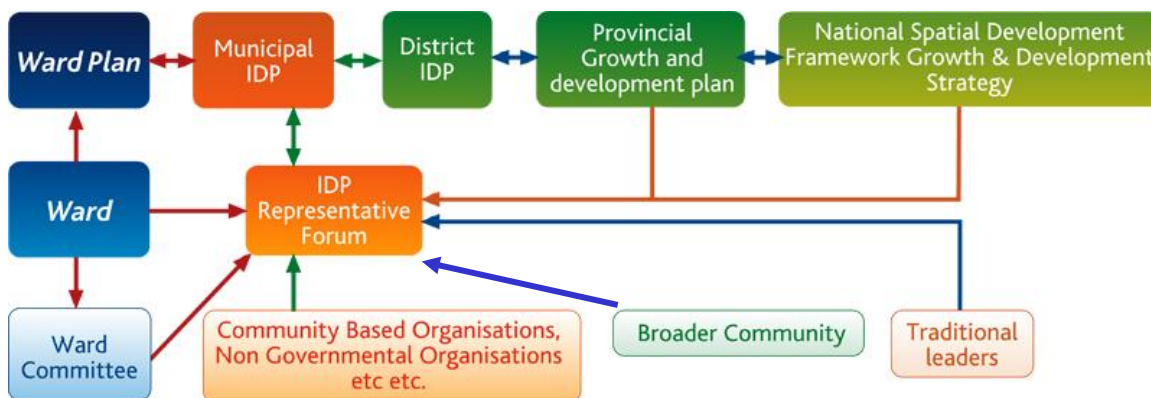 Ward Plan
Municipal
IDP
District
IDP
Provincial
Growth and
development plan
National Spatial Development
Framework Growth & Development
Strategy
Ward
IDP
Representative
Forum
Ward
Committee
Community Based Organisations,
Non Governmental Organisations
etc etc.
Broader Community
Traditional
leaders